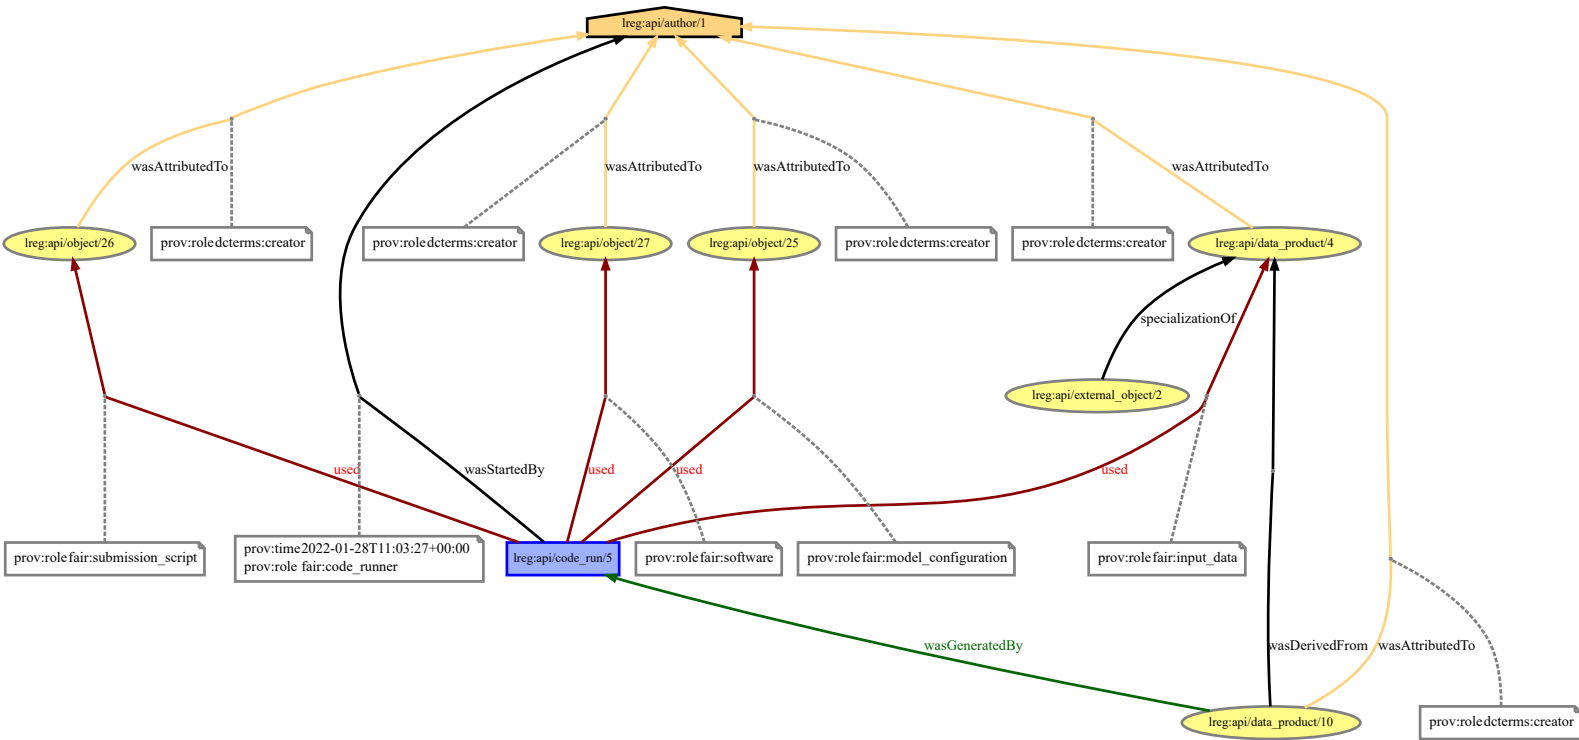 lreg:api/author/1
wasAttributedTo
wasAttributedTo
wasAttributedTo
wasAttributedTo
lreg:api/object/26
prov:role dcterms:creator
prov:role dcterms:creator
lreg:api/object/27
lreg:api/object/25
prov:role dcterms:creator
prov:role dcterms:creator
lreg:api/data_product/4
specializationOf
lreg:api/external_object/2
used
wasStartedBy
used
used
used
prov:role fair:submission_script
prov:time 2022-01-28T11:03:27+00:00
prov:role fair:code_runner
lreg:api/code_run/5
prov:role fair:software
prov:role fair:model_configuration
prov:role fair:input_data
wasGeneratedBy
wasDerivedFrom
wasAttributedTo
lreg:api/data_product/10
prov:role dcterms:creator